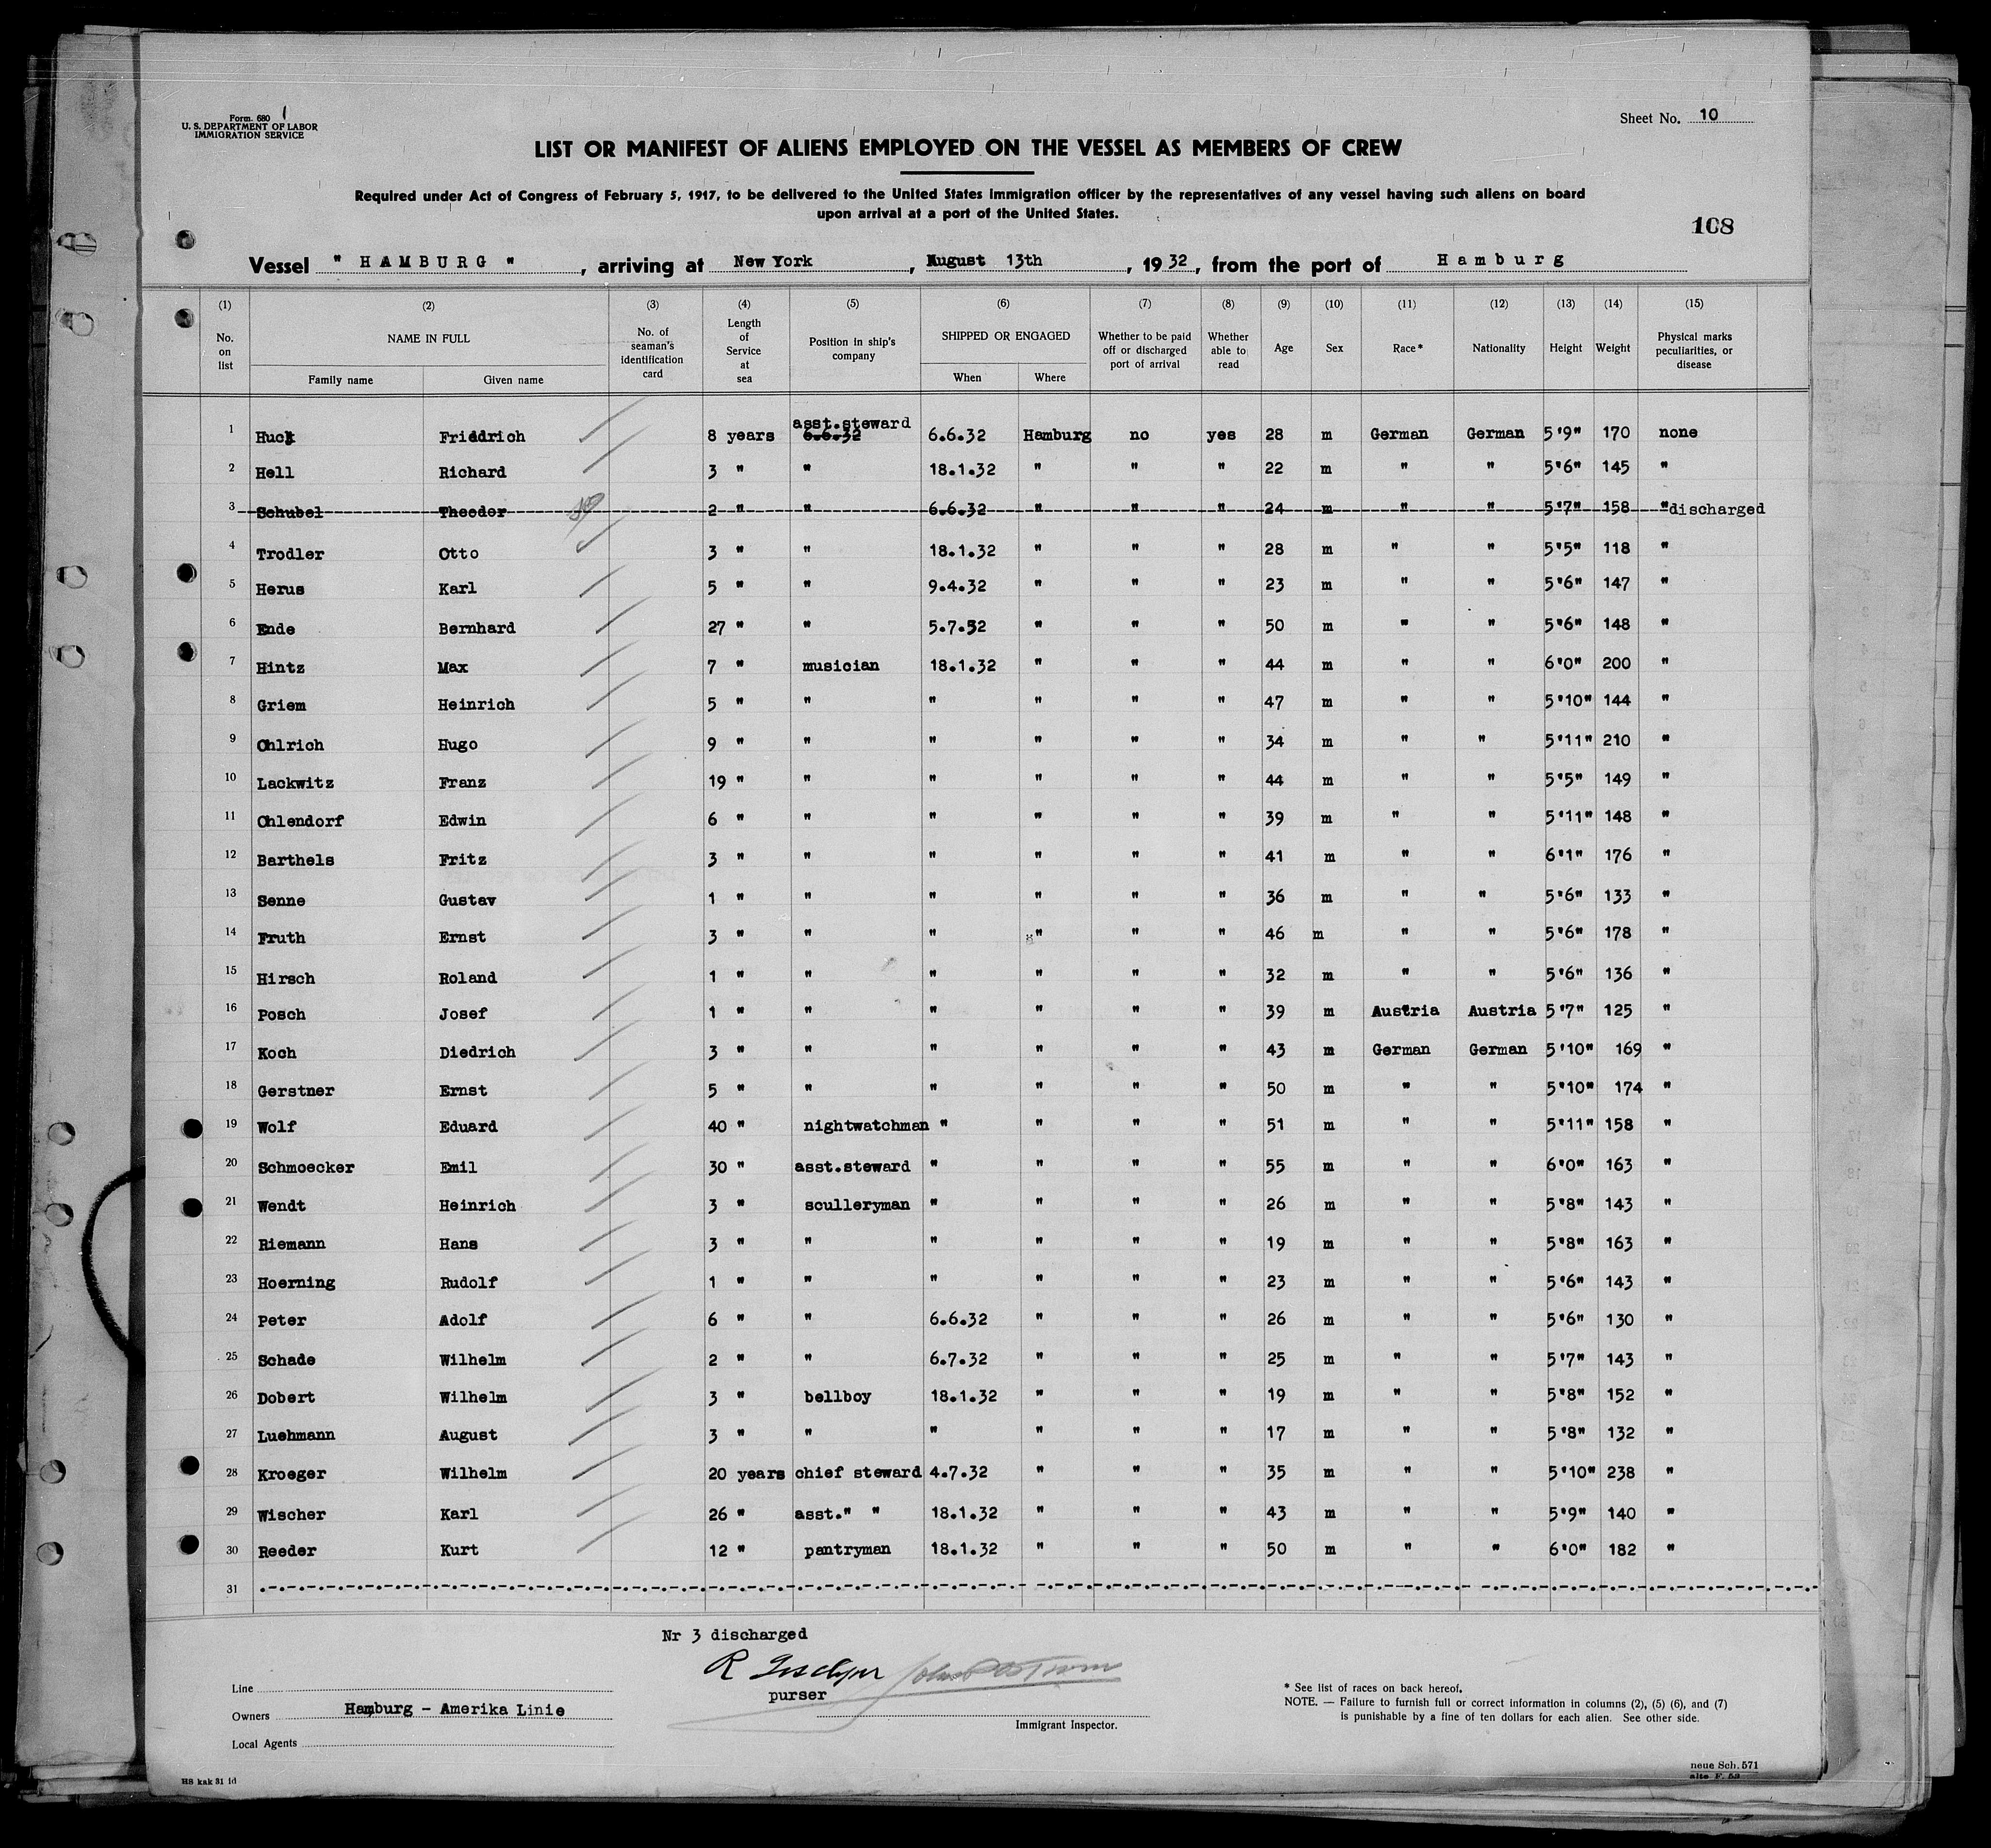 Form. 680
U. S. DEPARTMENT OF LABOR
IMMIGRATION SERVICE
Sheet No. 10
LIST OR MANIFEST OF ALIENS EMPLOYED ON THE VESSEL AS MEMBERS OF CREW
Required under Act of Congress of February 5, 1917, to be delivered to the United States Immigration officer by the representatives of any vessel having such aliens on board
upon arrival at a port of the United States.
108
Vessel " HAMBURG " , arriving at New York , August 13th , 19 32 , from the port of Hamburg
(1) (2) (3) (4) (5) (6) (7) (8) (9) (10) (11) (12) (13) (14) (15)
No. on list NAME IN FULL Family name Given name No. of seaman's identification card Length of Service at sea Position in ship's company SHIPPED OR ENGAGED When Where Whether to be paid off or discharged port of arrival Whether able to read Age Sex Race* Nationality Height Weight Physical marks peculiarities, or disease
1 Huck Friedrich 8 years asst.steward 6.6.32 6.6.32 Hamburg no yes 28 m German German 5'9" 170 none
2 Hell Richard 3 " " 18.1.32 " " " 22 m " " 5'6" 145 "
3 Schubel Theodor 2 " " 6.6.32 " " " 24 m " " 5'7" 158 " discharged
4 Trodler Otto 3 " " 18.1.32 " " " 28 m " " 5'5" 118 "
5 Herus Karl 5 " " 9.4.32 " " " 23 m " " 5'6" 147 "
6 Ende Bernhard 27 " " 5.7.32 " " " 50 m " " 5'6" 148 "
7 Hintz Max 7 " musician 18.1.32 " " " 44 m " " 6'0" 200 "
8 Griem Heinrich 5 " " " " " " 47 m " " 5'10" 144 "
9 Ohlrich Hugo 9 " " " " " " 34 m " " 5'11" 210 "
10 Lackwitz Franz 19 " " " " " " 44 m " " 5'5" 149 "
11 Ohlendorf Edwin 6 " " " " " " 39 m " " 5'11" 148 "
12 Barthels Fritz 3 " " " " " " 41 m " " 6'1" 176 "
13 Senne Gustav 1 " " " " " " 36 m " " 5'6" 133 "
14 Fruth Ernst 3 " " " " " " 46 m " " 5'6" 178 "
15 Hirsch Roland 1 " " " " " " 32 m " " 5'6" 136 "
16 Posch Josef 1 " " " " " " 39 m Austria Austria 5'7" 125 "
17 Koch Diedrich 3 " " " " " " 43 m German German 5'10" 169 "
18 Gerstner Ernst 5 " " " " " " 50 m " " 5'10" 174 "
19 Wolf Eduard 40 " nightwatchman " " " " 51 m " " 5'11" 158 "
20 Schmoecker Emil 30 " asst.steward " " " " 55 m " " 6'0" 163 "
21 Wendt Heinrich 3 " sculleryman " " " " 26 m " " 5'8" 143 "
22 Riemann Hans 3 " " " " " " 19 m " " 5'8" 163 "
23 Hoerning Rudolf 1 " " " " " " 23 m " " 5'6" 143 "
24 Peter Adolf 6 " " 6.6.32 " " " 26 m " " 5'6" 130 "
25 Schade Wilhelm 2 " " 6.7.32 " " " 25 m " " 5'7" 143 "
26 Dobert Wilhelm 3 " bellboy 18.1.32 " " " 19 m " " 5'8" 152 "
27 Luehmann August 3 " " " " " " 17 m " " 5'8" 132 "
28 Kroeger Wilhelm 20 years chief steward 4.7.32 " " " 35 m " " 5'10" 238 "
29 Wischer Karl 26 " asst." " 18.1.32 " " " 43 m " " 5'9" 140 "
30 Reeder Kurt 12 " pantryman 18.1.32 " " " 50 m " " 6'0" 182 "
31
Nr 3 discharged
purser
Line
Owners Hamburg - Amerika Linie
Local Agents
Immigrant Inspector.
* See list of races on back hereof.
NOTE. — Failure to furnish full or correct information in columns (2), (5) (6), and (7)
is punishable by a fine of ten dollars for each alien. See other side.
HS kak 31 1d
neue Sch. 571
alte F. 53